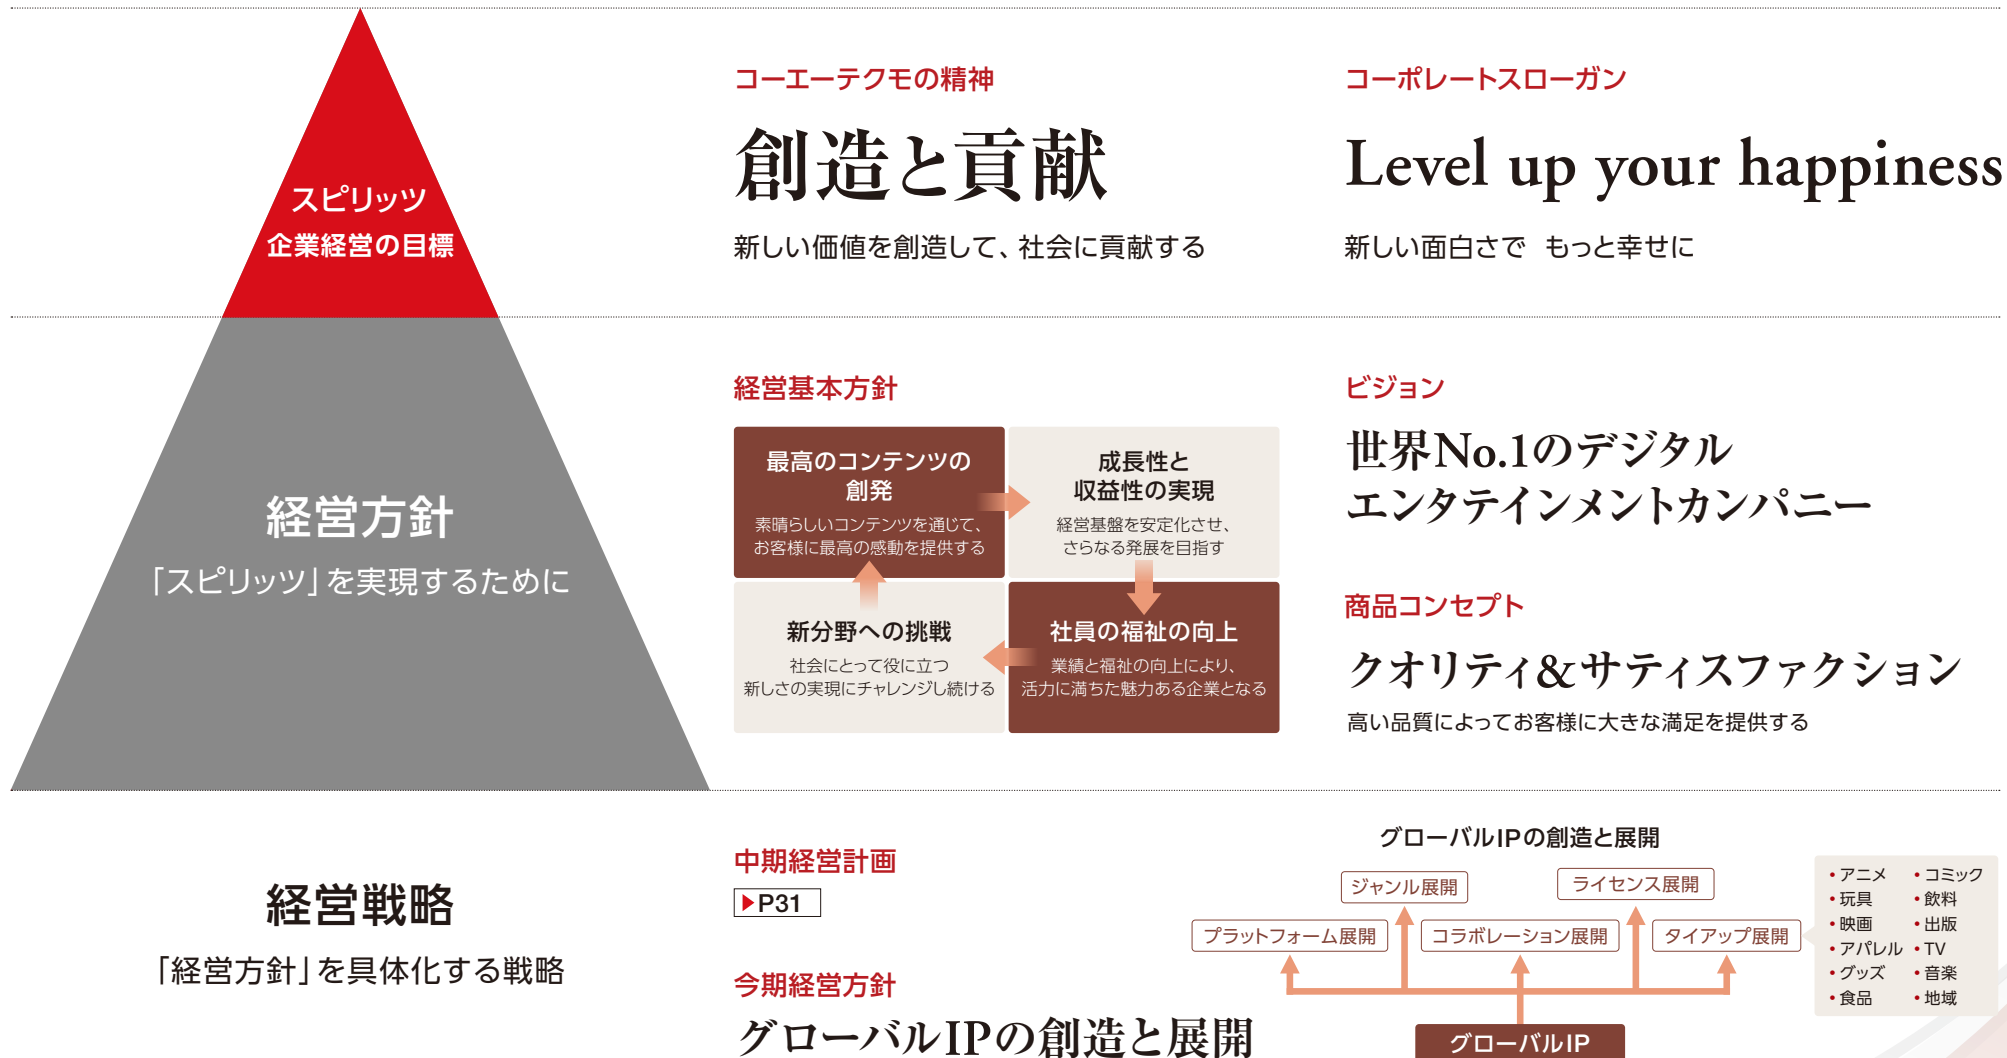 スピリッツ
企業経営の目標
コーエーテクモの精神
創造と貢献
新しい価値を創造して、社会に貢献する
コーポレートスローガン
Level up your happiness
新しい面白さで もっと幸せに
経営方針
「スピリッツ」を実現するために
経営基本方針
最高のコンテンツの
創発
素晴らしいコンテンツを通じて、
お客様に最高の感動を提供する
成長性と
収益性の実現
経営基盤を安定化させ、
さらなる発展を目指す
新分野への挑戦
社会にとって役に立つ
新しさの実現にチャレンジし続ける
社員の福祉の向上
業績と福祉の向上により、
活力に満ちた魅力ある企業となる
ビジョン
世界No.1のデジタル
エンタテインメントカンパニー
商品コンセプト
クオリティ&サティスファクション
高い品質によってお客様に大きな満足を提供する
経営戦略
「経営方針」を具体化する戦略
中期経営計画
▶P31
今期経営方針
グローバルIPの創造と展開
グローバルIPの創造と展開
ジャンル展開
ライセンス展開
プラットフォーム展開
コラボレーション展開
タイアップ展開
グローバルIP
•アニメ
•玩具
•映画
•アパレル
•グッズ
•食品
•コミック
•飲料
•出版
•TV
•音楽
•地域